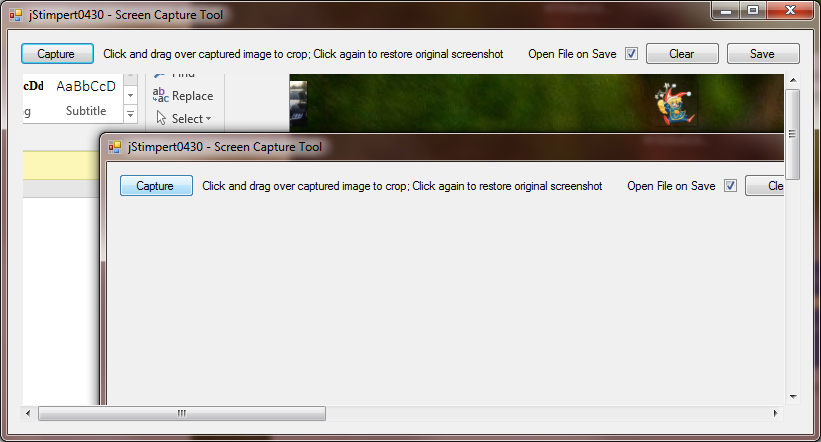 jStimpert0430 - Screen Capture Tool
Capture Click and drag over captured image to crop; Click again to restore original screenshot Open File on Save Clear Save
Find
AaBbCcD Replace
ng Subtitle Select
jStimpert0430 - Screen Capture Tool
Capture Click and drag over captured image to crop; Click again to restore original screenshot Open File on Save Cle